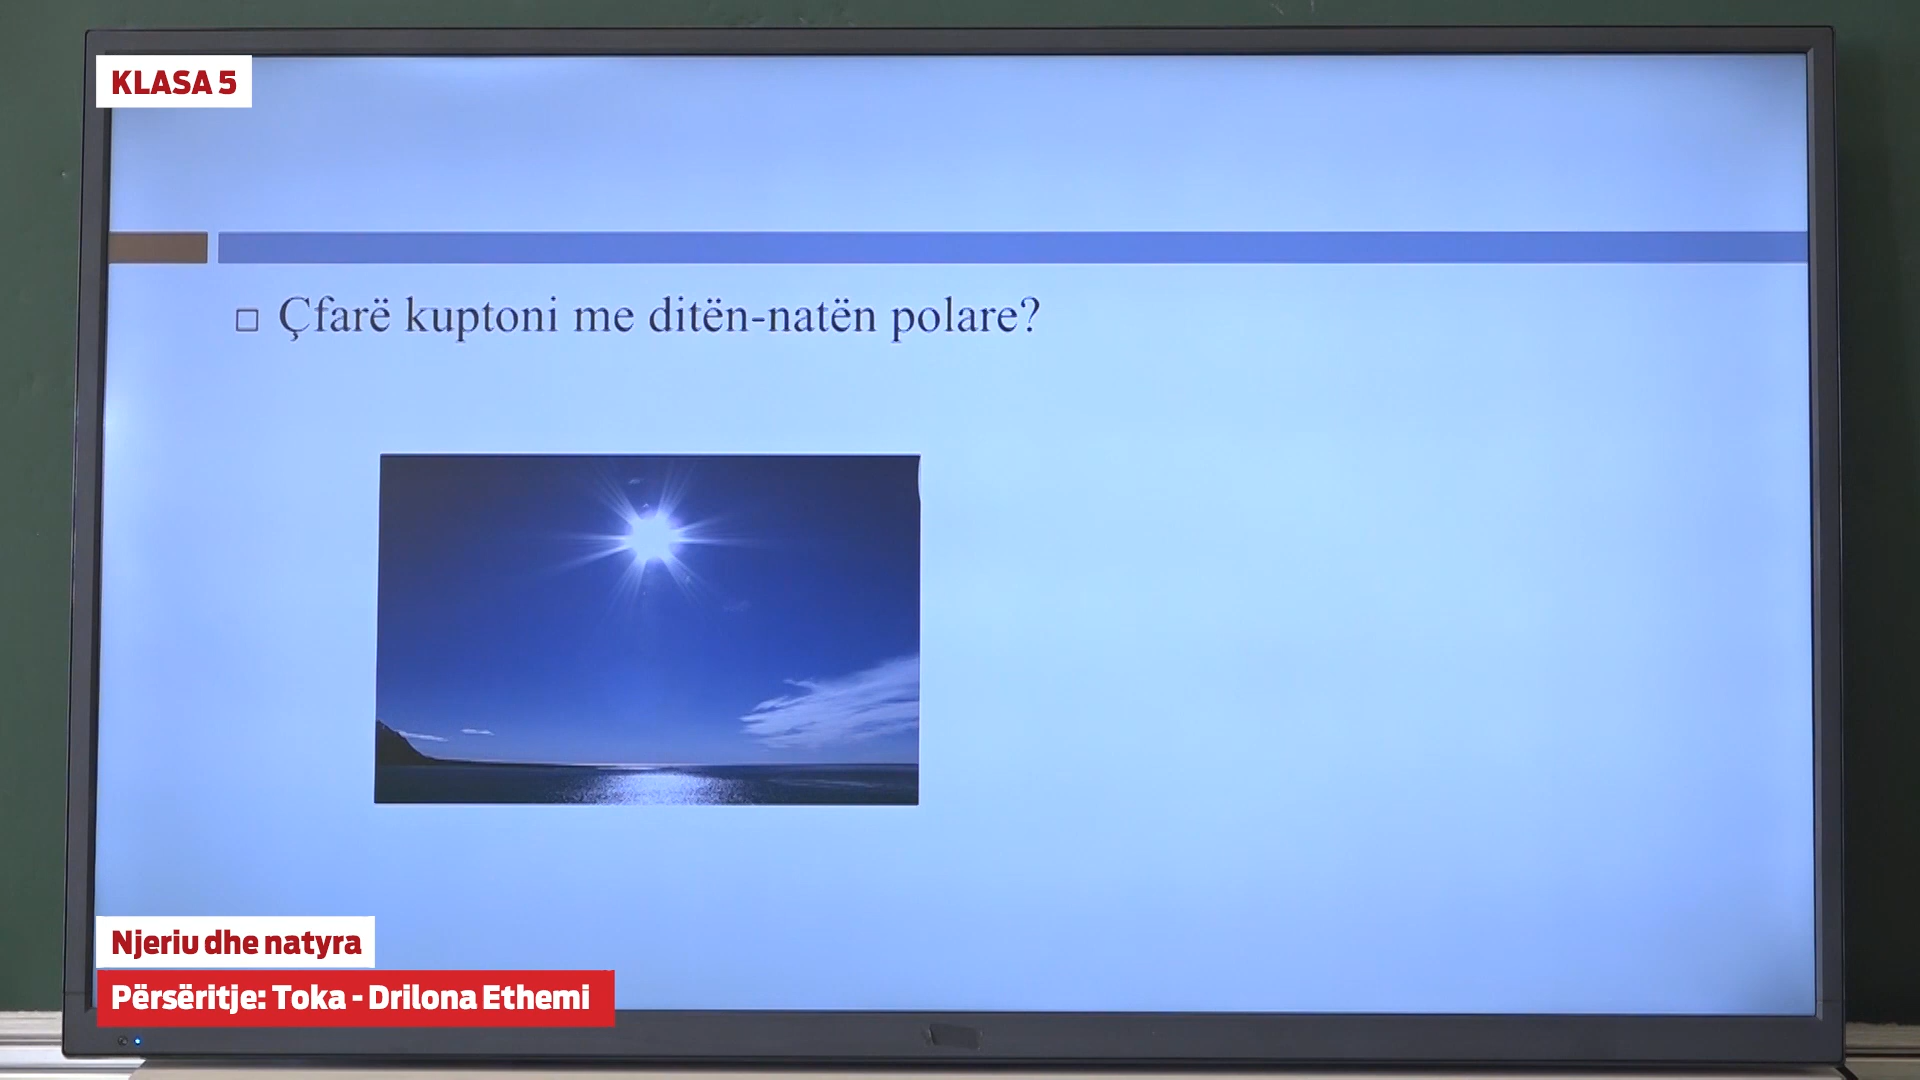 KLASA 5
Çfarë kuptoni me ditën-natën polare?
Njeriu dhe natyra
Përsëritje: Toka - Drilona Ethemi